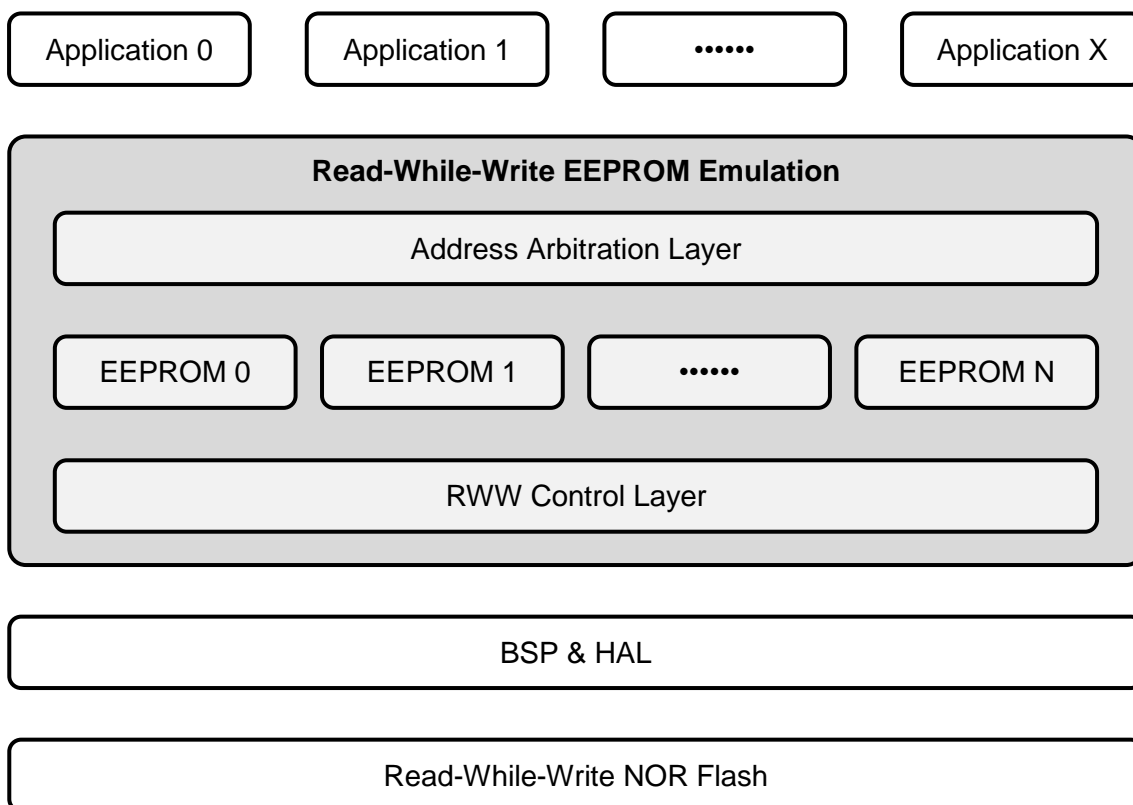 Application 0
Application 1
••••••
Application X
Read-While-Write EEPROM Emulation
Address Arbitration Layer
EEPROM 0
EEPROM 1
••••••
EEPROM N
RWW Control Layer
BSP & HAL
Read-While-Write NOR Flash